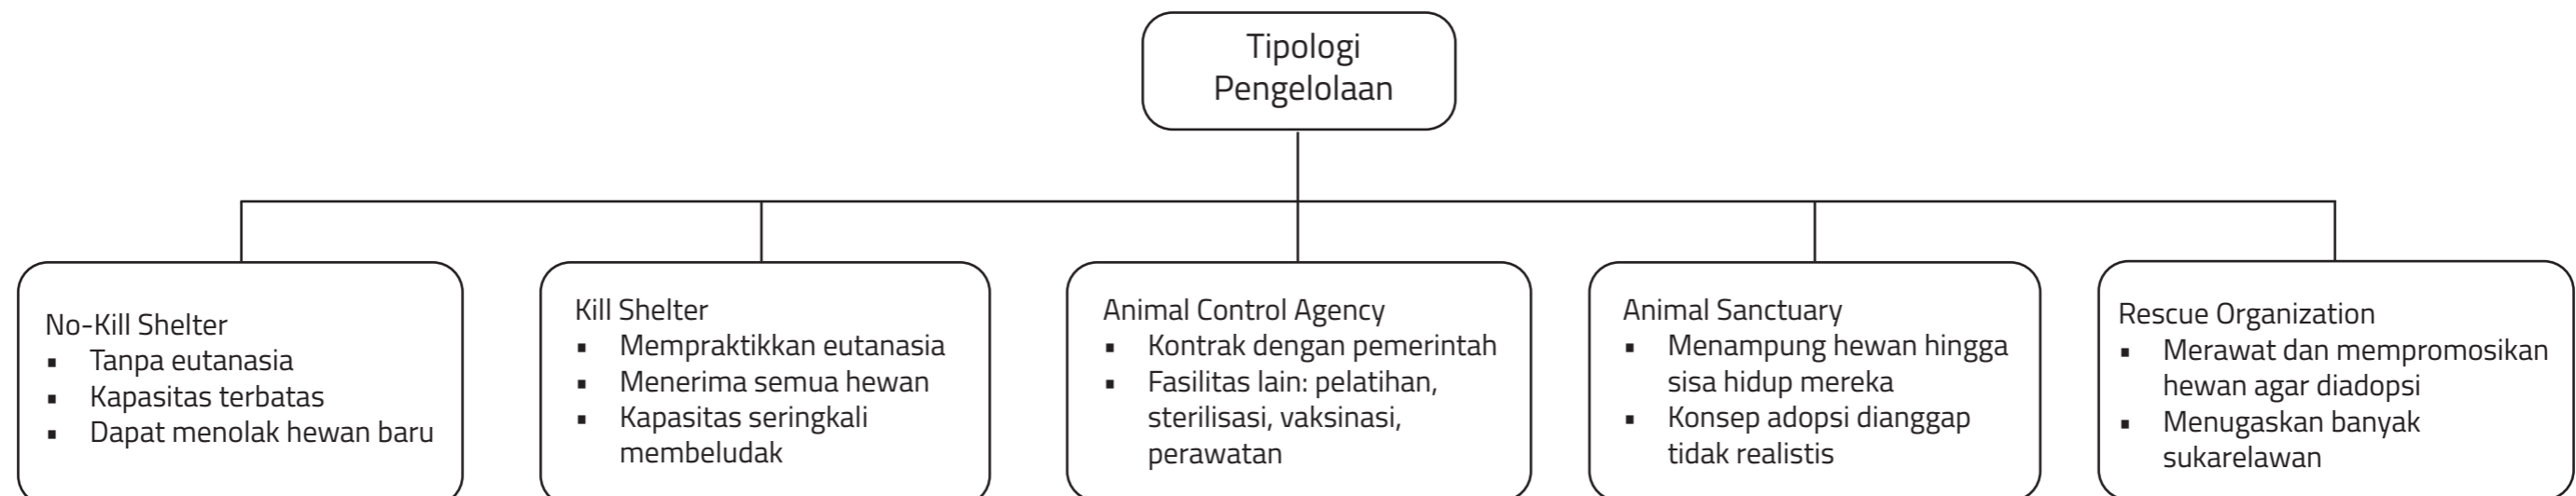 Tipologi
Pengelolaan
No-Kill Shelter
▪ Tanpa eutanasia
▪ Kapasitas terbatas
▪ Dapat menolak hewan baru
Kill Shelter
▪ Mempraktikkan eutanasia
▪ Menerima semua hewan
▪ Kapasitas seringkali
membeludak
Animal Control Agency
▪ Kontrak dengan pemerintah
▪ Fasilitas lain: pelatihan,
sterilisasi, vaksinasi,
perawatan
Animal Sanctuary
▪ Menampung hewan hingga
sisa hidup mereka
▪ Konsep adopsi dianggap
tidak realistis
Rescue Organization
▪ Merawat dan mempromosikan
hewan agar diadopsi
▪ Menugaskan banyak
sukarelawan